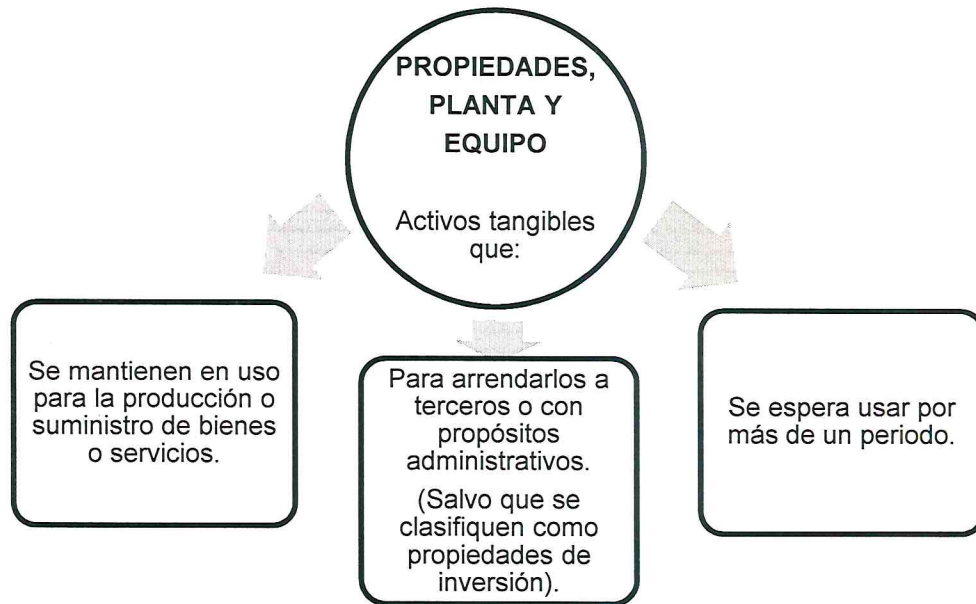 PROPIEDADES,
PLANTA Y
EQUIPO
Activos tangibles
que:
Se mantienen en uso
para la producción o
suministro de bienes
o servicios.
Para arrendarlos a
terceros o con
propósitos
administrativos.
(Salvo que se
clasifiquen como
propiedades de
inversión).
Se espera usar por
más de un periodo.